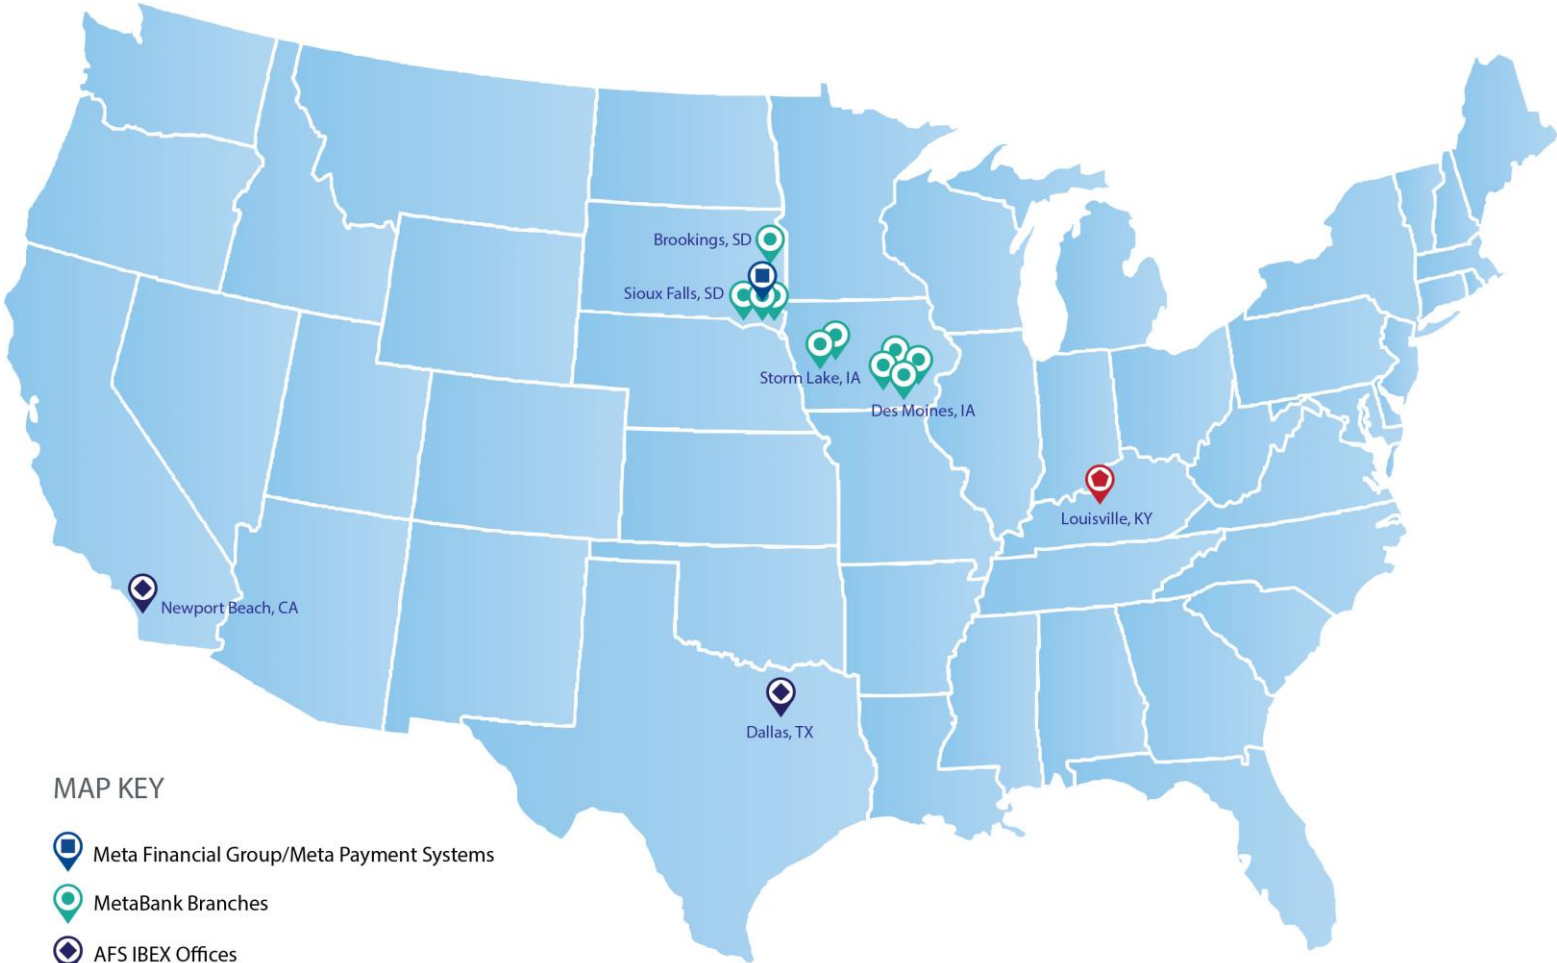 Brookings, SD
Sioux Falls, SD
Storm Lake, IA
Des Moines, IA
Louisville, KY
Newport Beach, CA
Dallas, TX
MAP KEY
Meta Financial Group/Meta Payment Systems
MetaBank Branches
AFS IBEX Offices